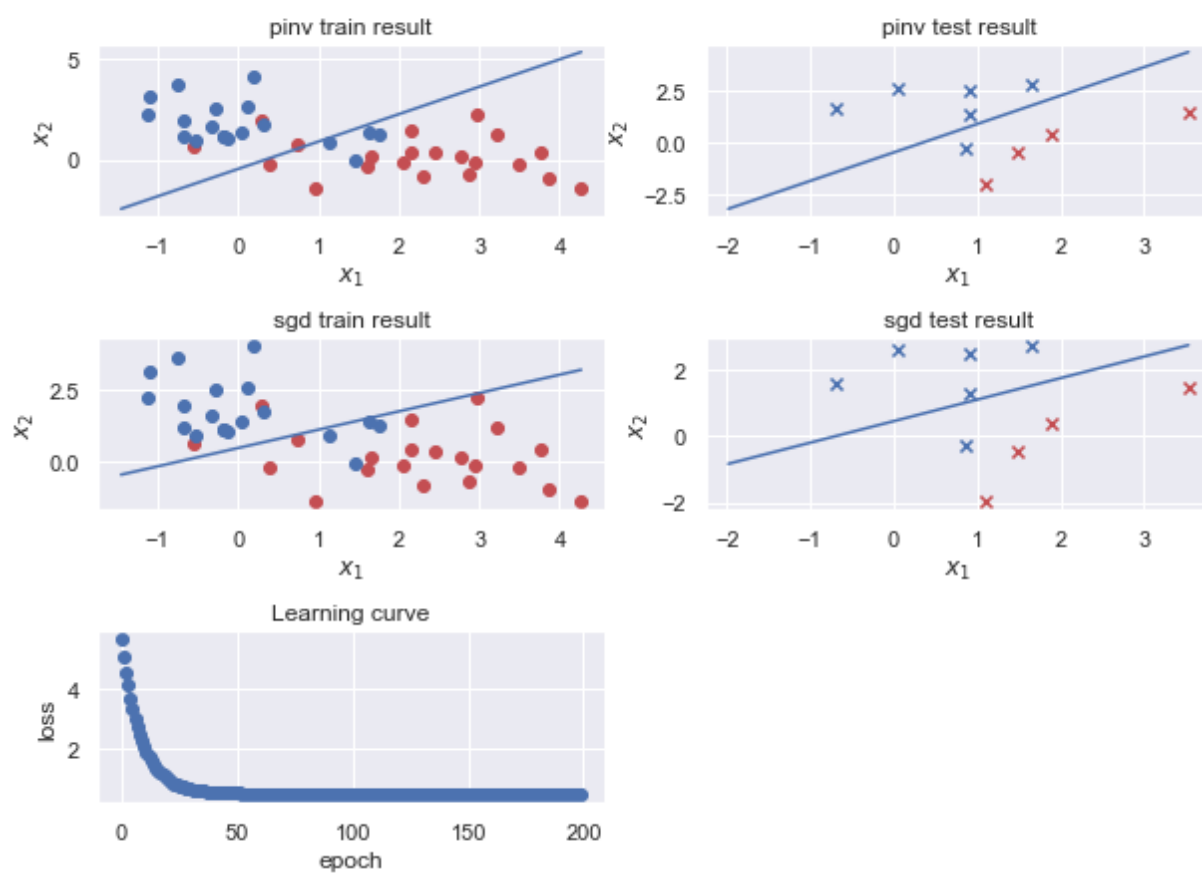 pinv train result
5
0
x₂
−1 0 1 2 3 4
x₁
pinv test result
2.5
0.0
−2.5
x₂
−2 −1 0 1 2 3
x₁
sgd train result
2.5
0.0
x₂
−1 0 1 2 3 4
x₁
sgd test result
2
0
−2
x₂
−2 −1 0 1 2 3
x₁
Learning curve
4
2
loss
0 50 100 150 200
epoch